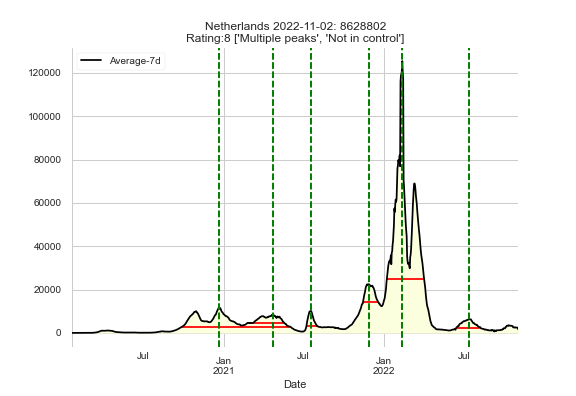 Netherlands 2022-11-02: 8628802
Rating:8 ['Multiple peaks', 'Not in control']
Average-7d
120000
100000
80000
60000
40000
20000
0
Jul
Jan
2021
Jul
Jan
2022
Jul
Date